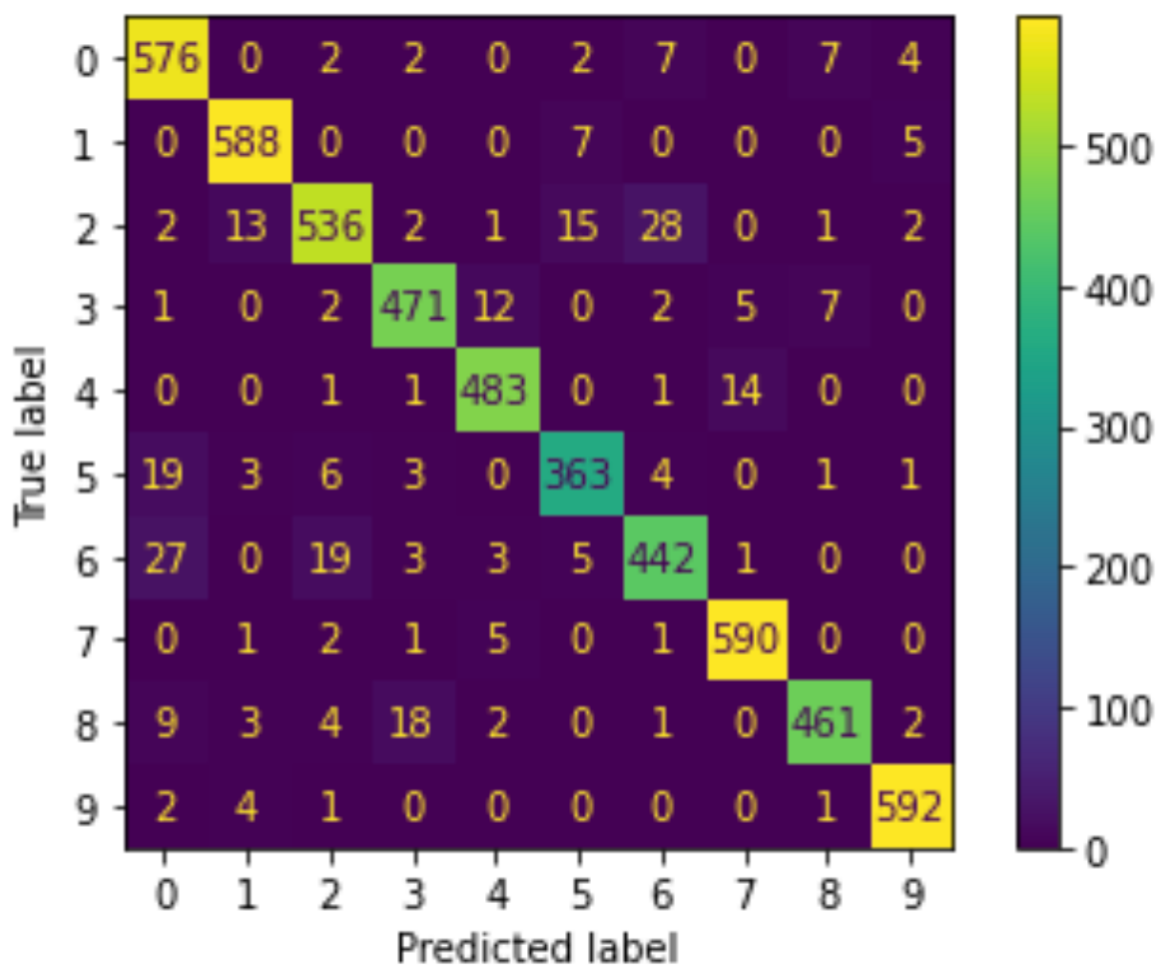 0 576 0 2 2 0 2 7 0 7 4
1 0 588 0 0 0 7 0 0 0 5
2 2 13 536 2 1 15 28 0 1 2
3 1 0 2 471 12 0 2 5 7 0
4 0 0 1 1 483 0 1 14 0 0
5 19 3 6 3 0 363 4 0 1 1
6 27 0 19 3 3 5 442 1 0 0
7 0 1 2 1 5 0 1 590 0 0
8 9 3 4 18 2 0 1 0 461 2
9 2 4 1 0 0 0 0 0 1 592
0 1 2 3 4 5 6 7 8 9
Predicted label
True label
500
400
300
200
100
0